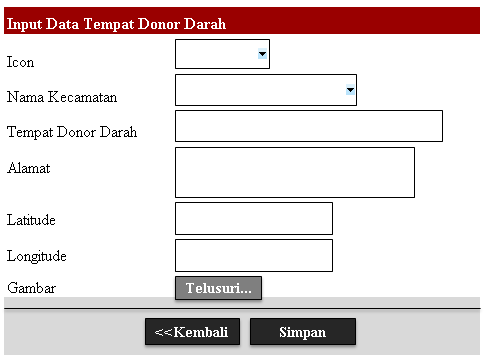 Input Data Tempat Donor Darah
Icon
Nama Kecamatan
Tempat Donor Darah
Alamat
Latitude
Longitude
Gambar Telusuri...
<<Kembali Simpan